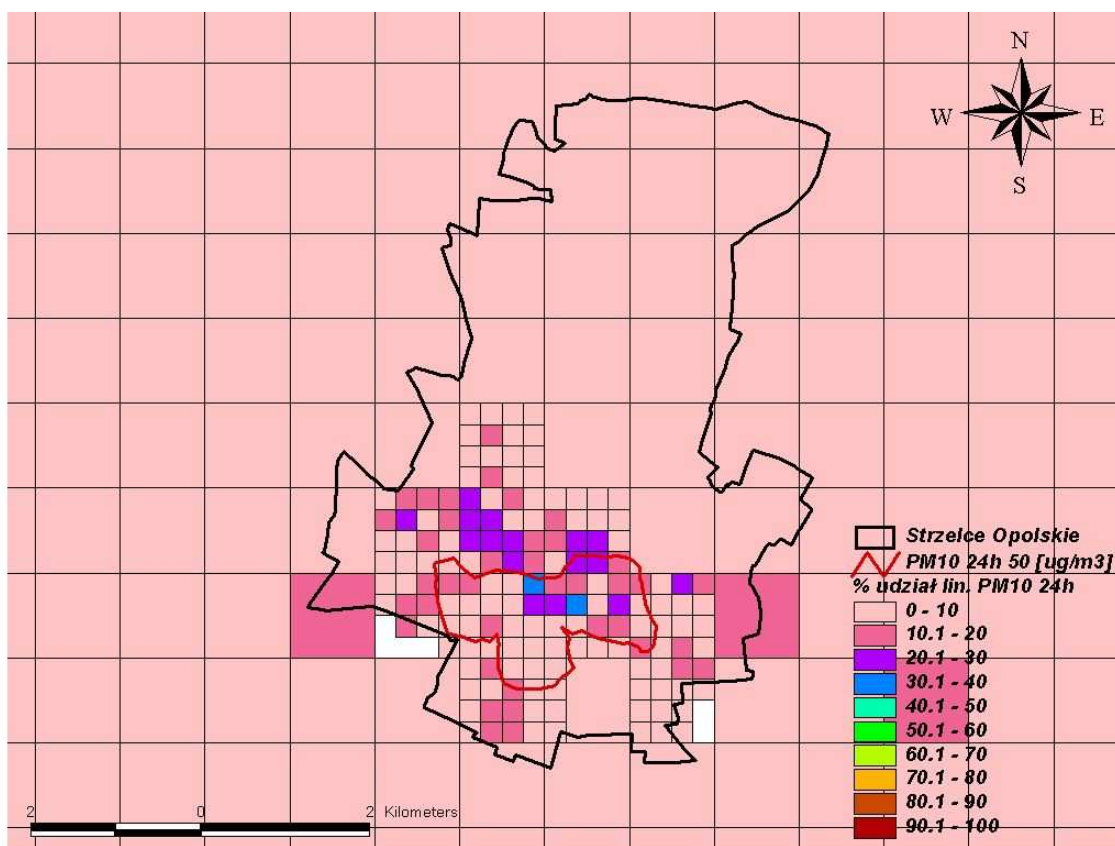 N
W E
S
Strzelce Opolskie
PM10 24h 50 [ug/m3]
% udział lin. PM10 24h
0 - 10
10.1 - 20
20.1 - 30
30.1 - 40
40.1 - 50
50.1 - 60
60.1 - 70
70.1 - 80
80.1 - 90
90.1 - 100
2 0 2 Kilometers